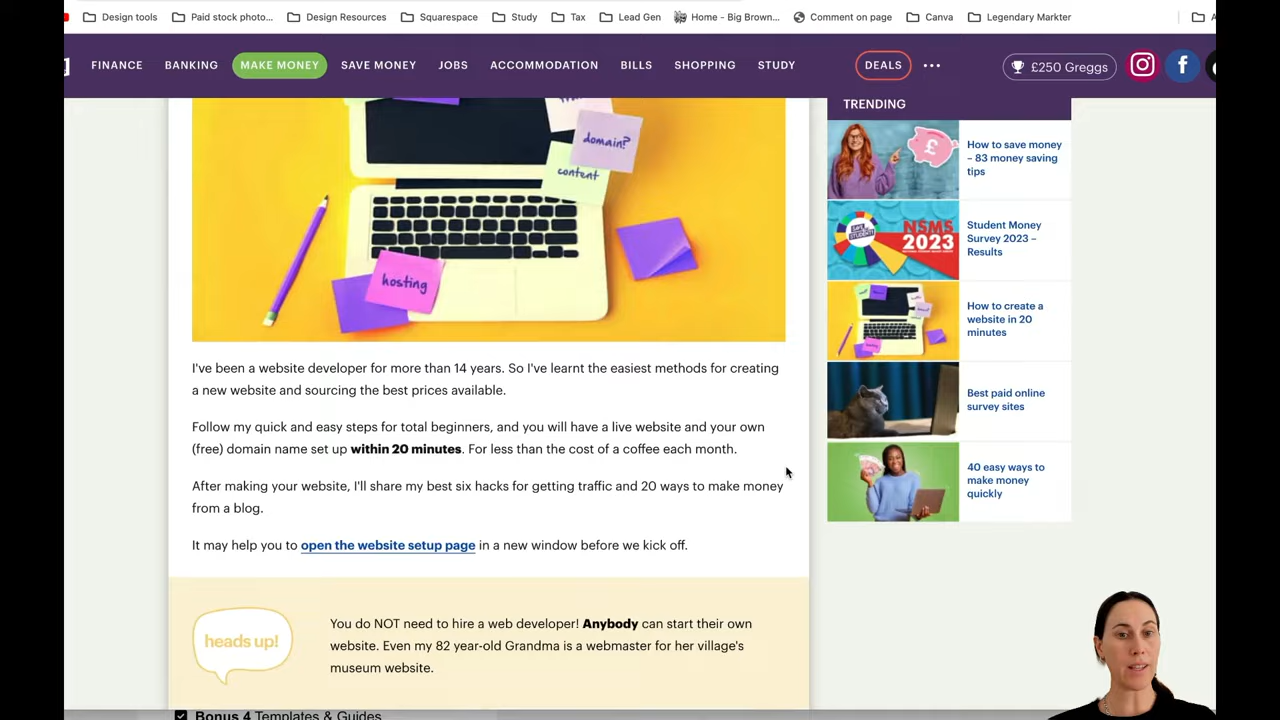 Design tools
Paid stock photo...
Design Resources
Squarespace
Study
Tax
Lead Gen
Home - Big Brown...
Comment on page
Canva
Legendary Markter
FINANCE
BANKING
MAKE MONEY
SAVE MONEY
JOBS
ACCOMMODATION
BILLS
SHOPPING
STUDY
DEALS
£250 Greggs
domain?
content
hosting
I've been a website developer for more than 14 years. So I've learnt the easiest methods for creating
a new website and sourcing the best prices available.
Follow my quick and easy steps for total beginners, and you will have a live website and your own
(free) domain name set up within 20 minutes. For less than the cost of a coffee each month.
After making your website, I'll share my best six hacks for getting traffic and 20 ways to make money
from a blog.
It may help you to open the website setup page in a new window before we kick off.
heads up!
You do NOT need to hire a web developer! Anybody can start their own
website. Even my 82 year-old Grandma is a webmaster for her village's
museum website.
Bonus 4 Templates & Guides
TRENDING
How to save money
– 83 money saving
tips
NSMS
2023
Student Money
Survey 2023 –
Results
How to create a
website in 20
minutes
Best paid online
survey sites
40 easy ways to
make money
quickly